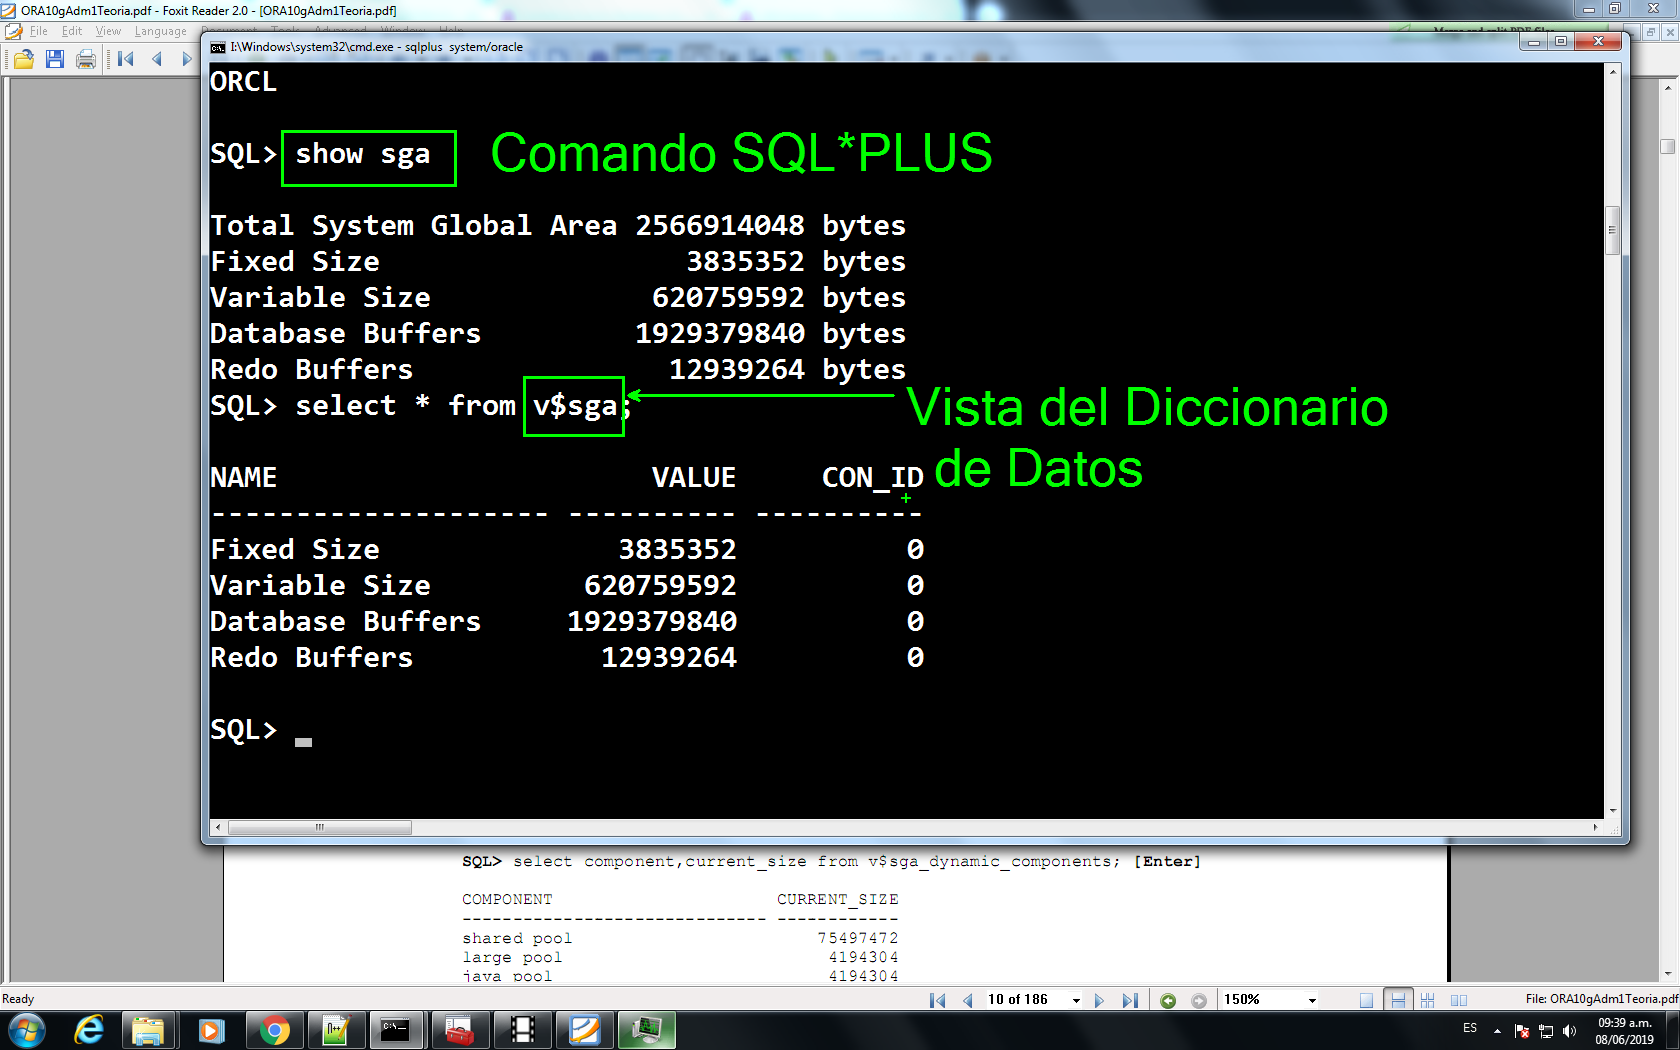 ORA10gAdm1Teoria.pdf - Foxit Reader 2.0 - [ORA10gAdm1Teoria.pdf]
File Edit View Language Document Tools Advanced Window Help
I:\Windows\system32\cmd.exe - sqlplus system/oracle
ORCL
SQL> show sga Comando SQL*PLUS
Total System Global Area 2566914048 bytes
Fixed Size 3835352 bytes
Variable Size 620759592 bytes
Database Buffers 1929379840 bytes
Redo Buffers 12939264 bytes
SQL> select * from v$sga;
Vista del Diccionario
de Datos
NAME VALUE CON_ID
-------------------- ---------- ----------
Fixed Size 3835352 0
Variable Size 620759592 0
Database Buffers 1929379840 0
Redo Buffers 12939264 0
SQL>
SQL> select component,current_size from v$sga_dynamic_components; [Enter]
COMPONENT CURRENT_SIZE
------------------------------ ------------
shared pool 75497472
large pool 4194304
java pool 4194304
Ready 10 of 186 150% File: ORA10gAdm1Teoria.pdf
ES 09:39 a.m.
08/06/2019